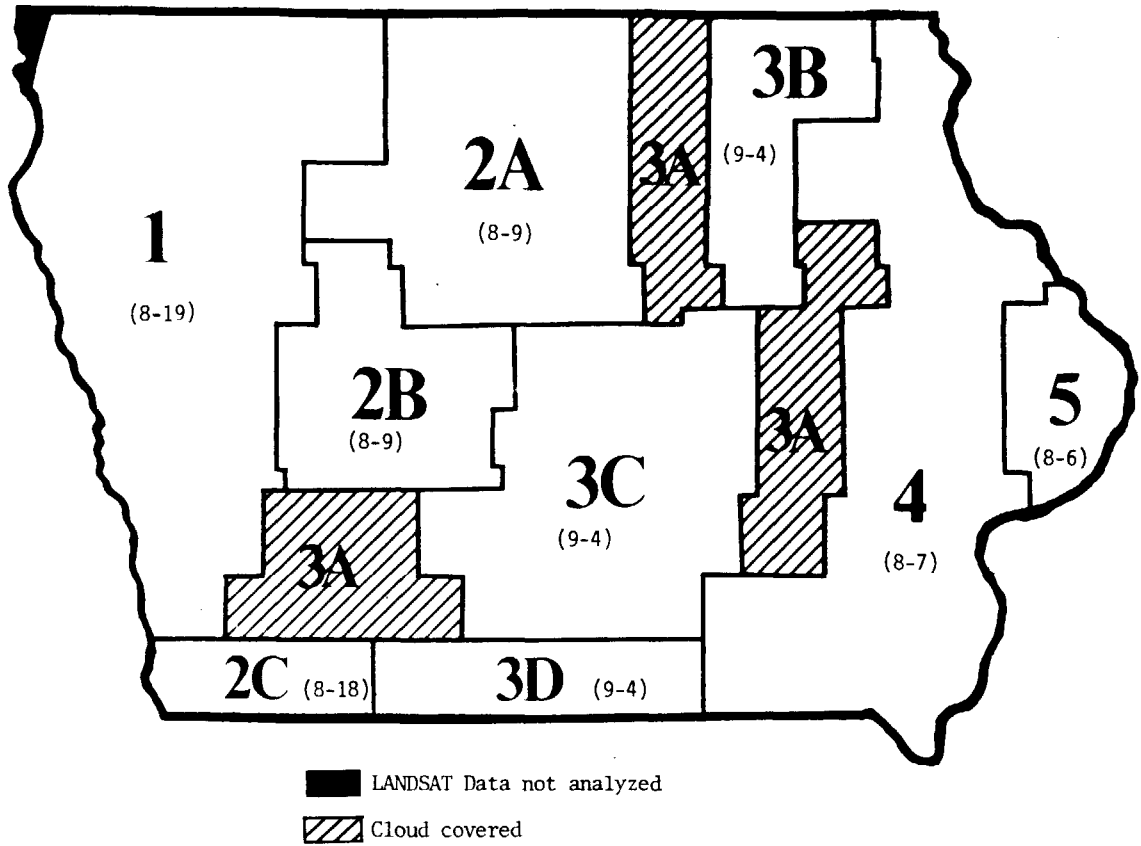 3B
3A
(9-4)
2A
(8-9)
1
(8-19)
2B
(8-9)
5
(8-6)
3A
3C
(9-4)
4
(8-7)
3A
2C (8-18)
3D (9-4)
LANDSAT Data not analyzed
Cloud covered